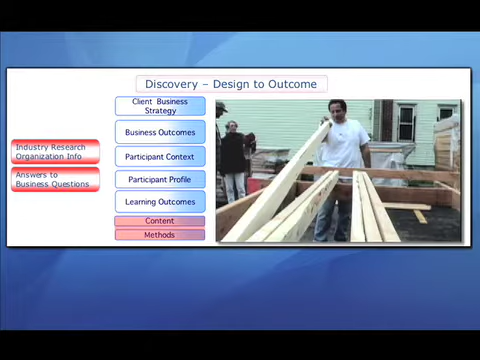 Discovery – Design to Outcome
Client Business
Strategy
Business Outcomes
Industry Research
Organization Info
Participant Context
Answers to
Business Questions
Participant Profile
Learning Outcomes
Content
Methods